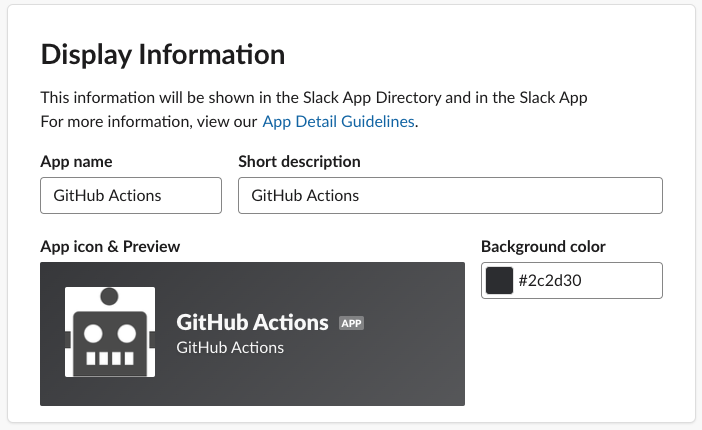 Display Information
This information will be shown in the Slack App Directory and in the Slack App
For more information, view our App Detail Guidelines.
App name
Short description
GitHub Actions
GitHub Actions
App icon & Preview
Background color
GitHub Actions APP
GitHub Actions
#2c2d30